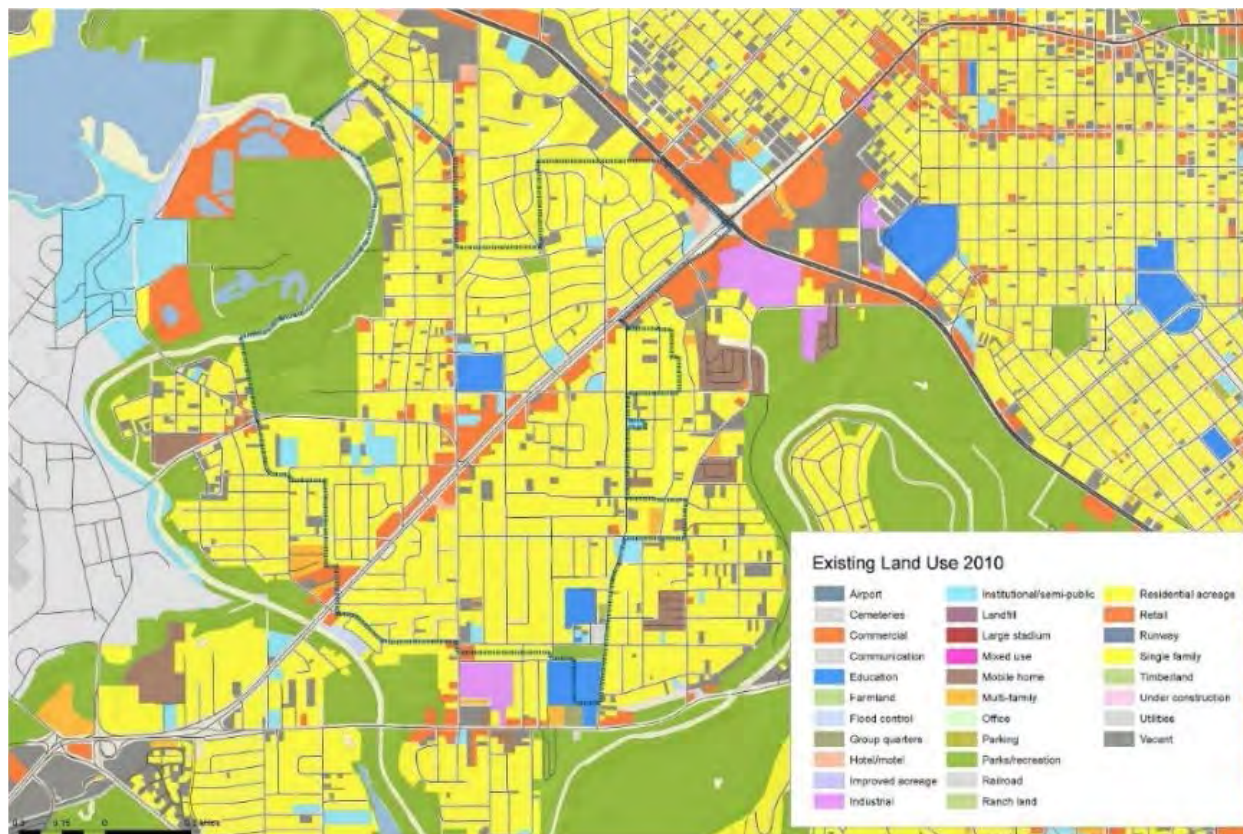 Existing Land Use 2010
Airport
Cemeteries
Commercial
Communication
Education
Farmland
Flood control
Group quarters
Hotel/motel
Improved acreage
Industrial
Institutional/semi-public
Landfill
Large stadium
Mixed use
Mobile home
Multi-family
Office
Parking
Parks/recreation
Railroad
Ranch land
Residential acreage
Retail
Runway
Single family
Timberland
Under construction
Utilities
Vacant